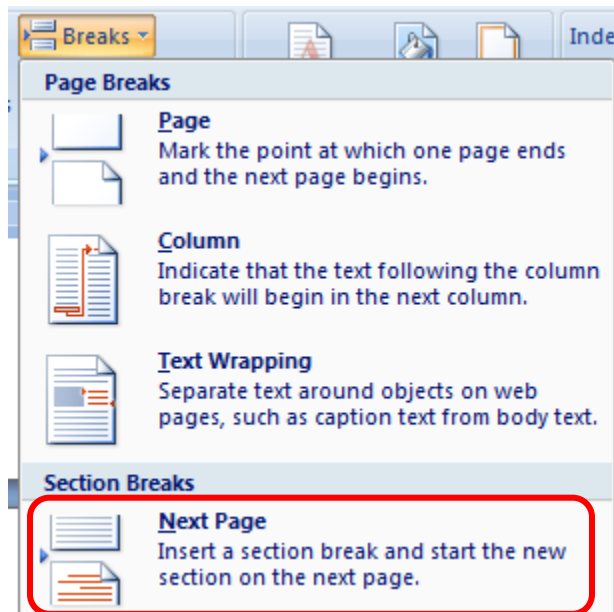 Breaks
Inde
Page Breaks
Page
Mark the point at which one page ends
and the next page begins.
Column
Indicate that the text following the column
break will begin in the next column.
Text Wrapping
Separate text around objects on web
pages, such as caption text from body text.
Section Breaks
Next Page
Insert a section break and start the new
section on the next page.